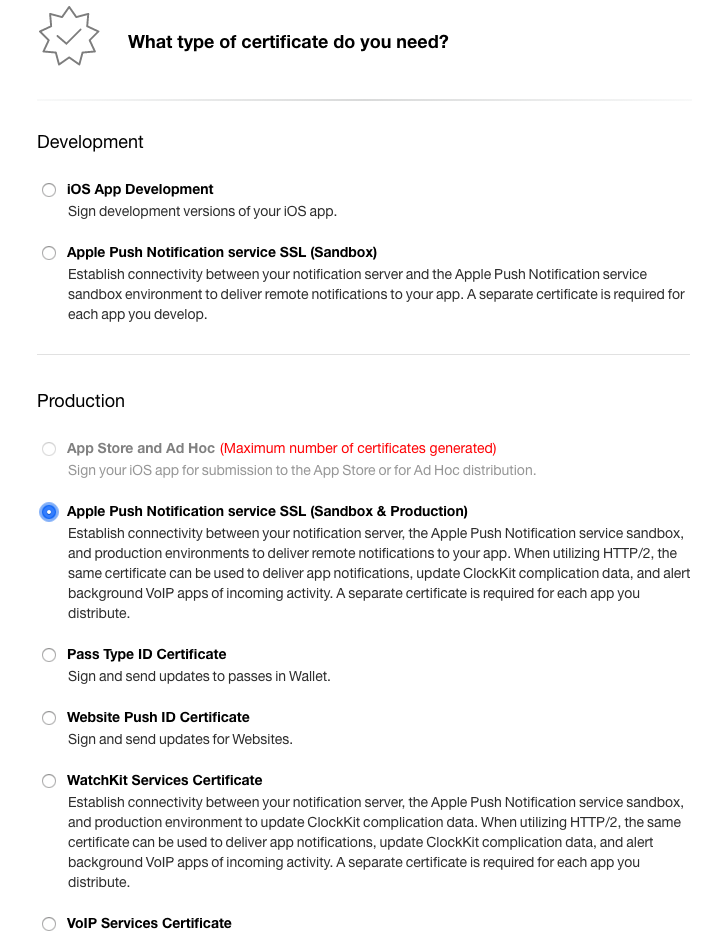 What type of certificate do you need?
Development
iOS App Development
Sign development versions of your iOS app.
Apple Push Notification service SSL (Sandbox)
Establish connectivity between your notification server and the Apple Push Notification service
sandbox environment to deliver remote notifications to your app. A separate certificate is required for
each app you develop.
Production
App Store and Ad Hoc (Maximum number of certificates generated)
Sign your iOS app for submission to the App Store or for Ad Hoc distribution.
Apple Push Notification service SSL (Sandbox & Production)
Establish connectivity between your notification server, the Apple Push Notification service sandbox,
and production environments to deliver remote notifications to your app. When utilizing HTTP/2, the
same certificate can be used to deliver app notifications, update ClockKit complication data, and alert
background VoIP apps of incoming activity. A separate certificate is required for each app you
distribute.
Pass Type ID Certificate
Sign and send updates to passes in Wallet.
Website Push ID Certificate
Sign and send updates for Websites.
WatchKit Services Certificate
Establish connectivity between your notification server, the Apple Push Notification service sandbox,
and production environment to update ClockKit complication data. When utilizing HTTP/2, the same
certificate can be used to deliver app notifications, update ClockKit complication data, and alert
background VoIP apps of incoming activity. A separate certificate is required for each app you
distribute.
VoIP Services Certificate